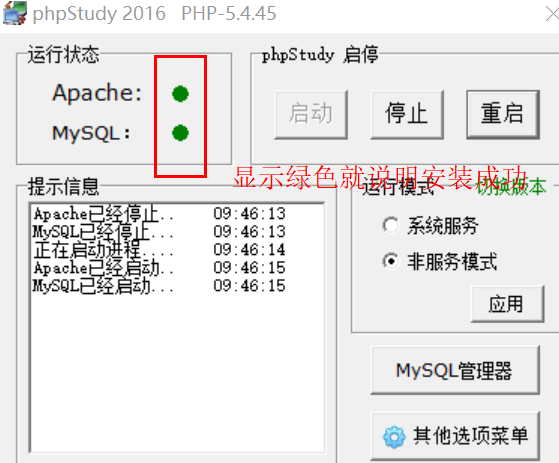 phpStudy 2016 PHP-5.4.45
运行状态
Apache:
MySQL:
phpStudy 启停
启动 停止 重启
显示绿色就说明安装成功
提示信息
Apache已经停止.. 09:46:13
MySQL已经停止... 09:46:13
正在启动进程..... 09:46:14
Apache已经启动.. 09:46:15
MySQL已经启动... 09:46:15
运行模式 切换版本
系统服务
非服务模式
应用
MySQL管理器
其他选项菜单